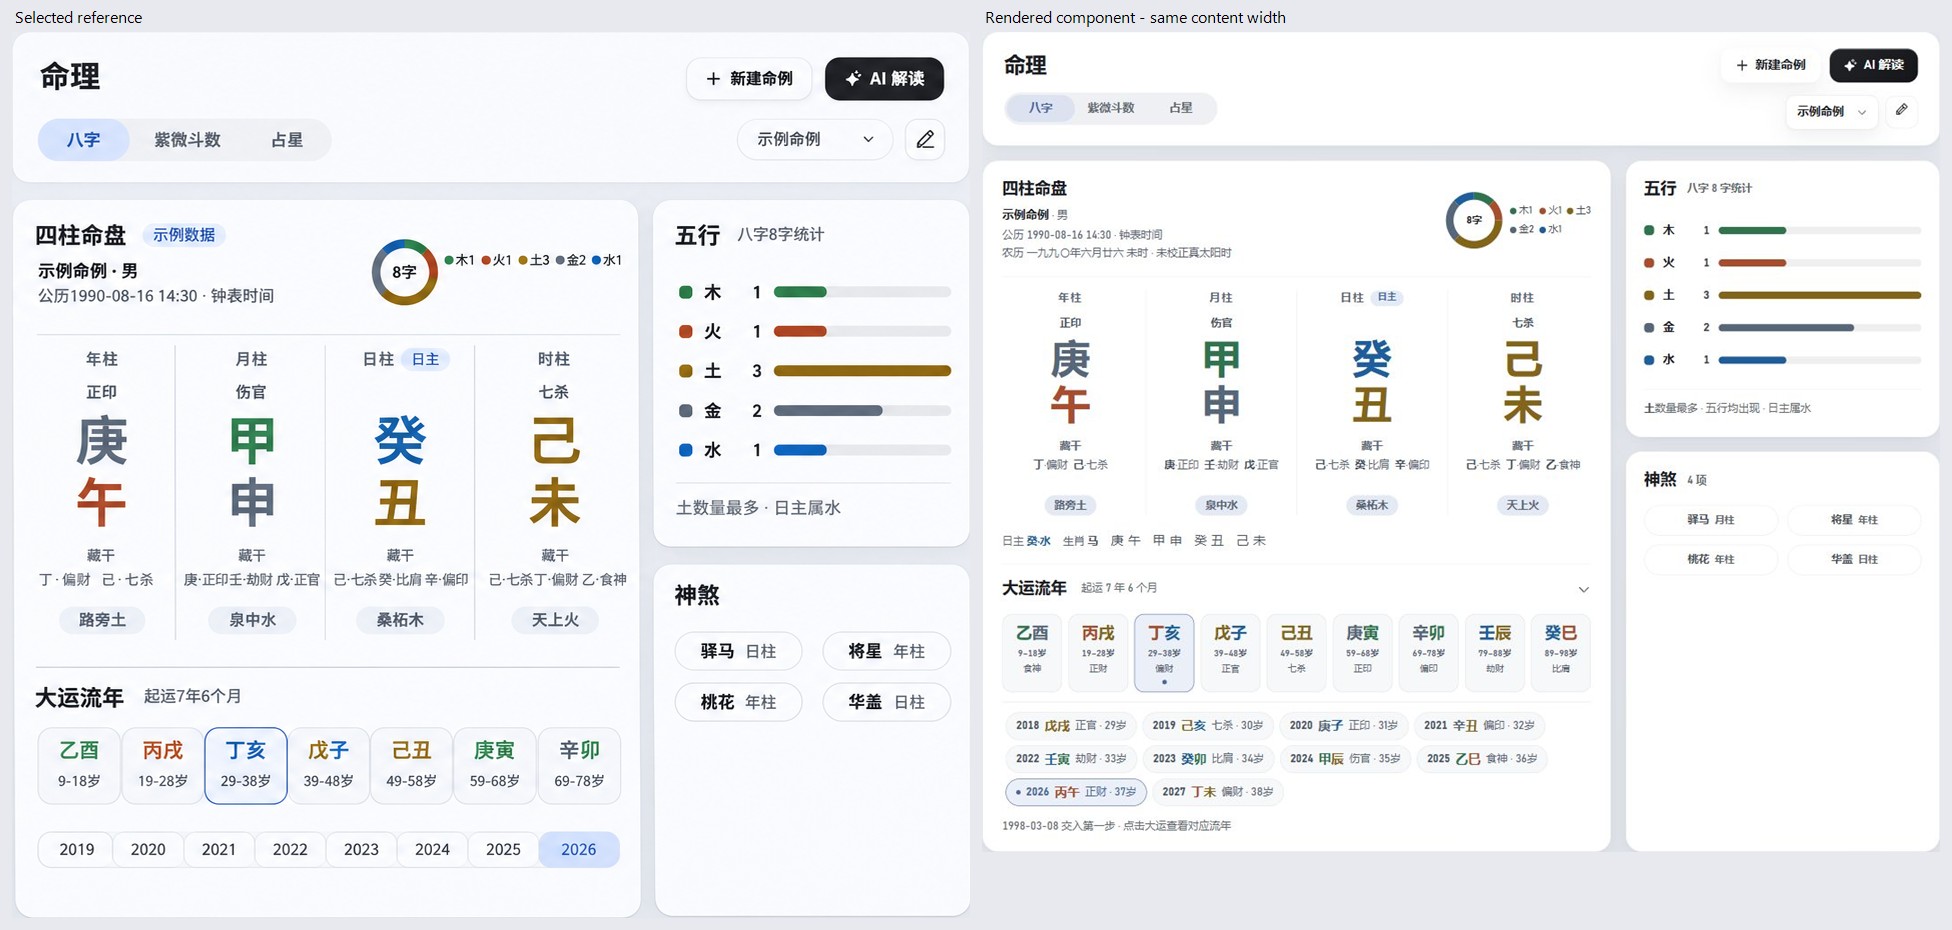 Selected reference
命理
+ 新建命例
AI 解读
八字 紫微斗数 占星
示例命例
四柱命盘 示例数据
示例命例 · 男
公历1990-08-16 14:30 · 钟表时间
8字
木1 火1 土3 金2 水1
年柱 月柱 日柱 日主 时柱
正印 伤官 七杀
庚 甲 癸 己
午 申 丑 未
藏干 藏干 藏干 藏干
丁·偏财 己·七杀 庚·正印壬·劫财 戊·正官 己·七杀癸·比肩 辛·偏印 己·七杀丁·偏财 乙·食神
路旁土 泉中水 桑柘木 天上火
大运流年 起运7年6个月
乙酉 丙戌 丁亥 戊子 己丑 庚寅 辛卯
9-18岁 19-28岁 29-38岁 39-48岁 49-58岁 59-68岁 69-78岁
2019 2020 2021 2022 2023 2024 2025 2026
五行 八字8字统计
木 1
火 1
土 3
金 2
水 1
土数量最多 · 日主属水
神煞
驿马 日柱 将星 年柱
桃花 年柱 华盖 日柱
Rendered component - same content width
命理
+ 新建命例
AI 解读
八字 紫微斗数 占星
示例命例
四柱命盘
示例命例 · 男
公历 1990-08-16 14:30 · 钟表时间
农历 一九九〇年六月廿六 未时 · 未校正真太阳时
8字
木1 火1 土3
金2 水1
年柱 月柱 日柱 日主 时柱
正印 伤官 七杀
庚 甲 癸 己
午 申 丑 未
藏干 藏干 藏干 藏干
丁·偏财 己·七杀 庚·正印 壬·劫财 戊·正官 己·七杀 癸·比肩 辛·偏印 己·七杀 丁·偏财 乙·食神
路旁土 泉中水 桑柘木 天上火
日主 癸·水 生肖 马 庚午 甲申 癸丑 己未
大运流年 起运 7 年 6 个月
乙酉 丙戌 丁亥 戊子 己丑 庚寅 辛卯 壬辰 癸巳
9-18岁 19-28岁 29-38岁 39-48岁 49-58岁 59-68岁 69-78岁 79-88岁 89-98岁
食神 正财 偏财 正官 七杀 正印 偏印 劫财 比肩
2018 戊戌 正官 · 29岁 2019 己亥 七杀 · 30岁 2020 庚子 正印 · 31岁 2021 辛丑 偏印 · 32岁
2022 壬寅 劫财 · 33岁 2023 癸卯 比肩 · 34岁 2024 甲辰 伤官 · 35岁 2025 乙巳 食神 · 36岁
2026 丙午 正财 · 37岁 2027 丁未 偏财 · 38岁
1998-03-08 交入第一步 · 点击大运查看对应流年
五行 八字 8 字统计
木 1
火 1
土 3
金 2
水 1
土数量最多 · 五行均出现 · 日主属水
神煞 4 项
驿马 月柱 将星 年柱
桃花 年柱 华盖 日柱